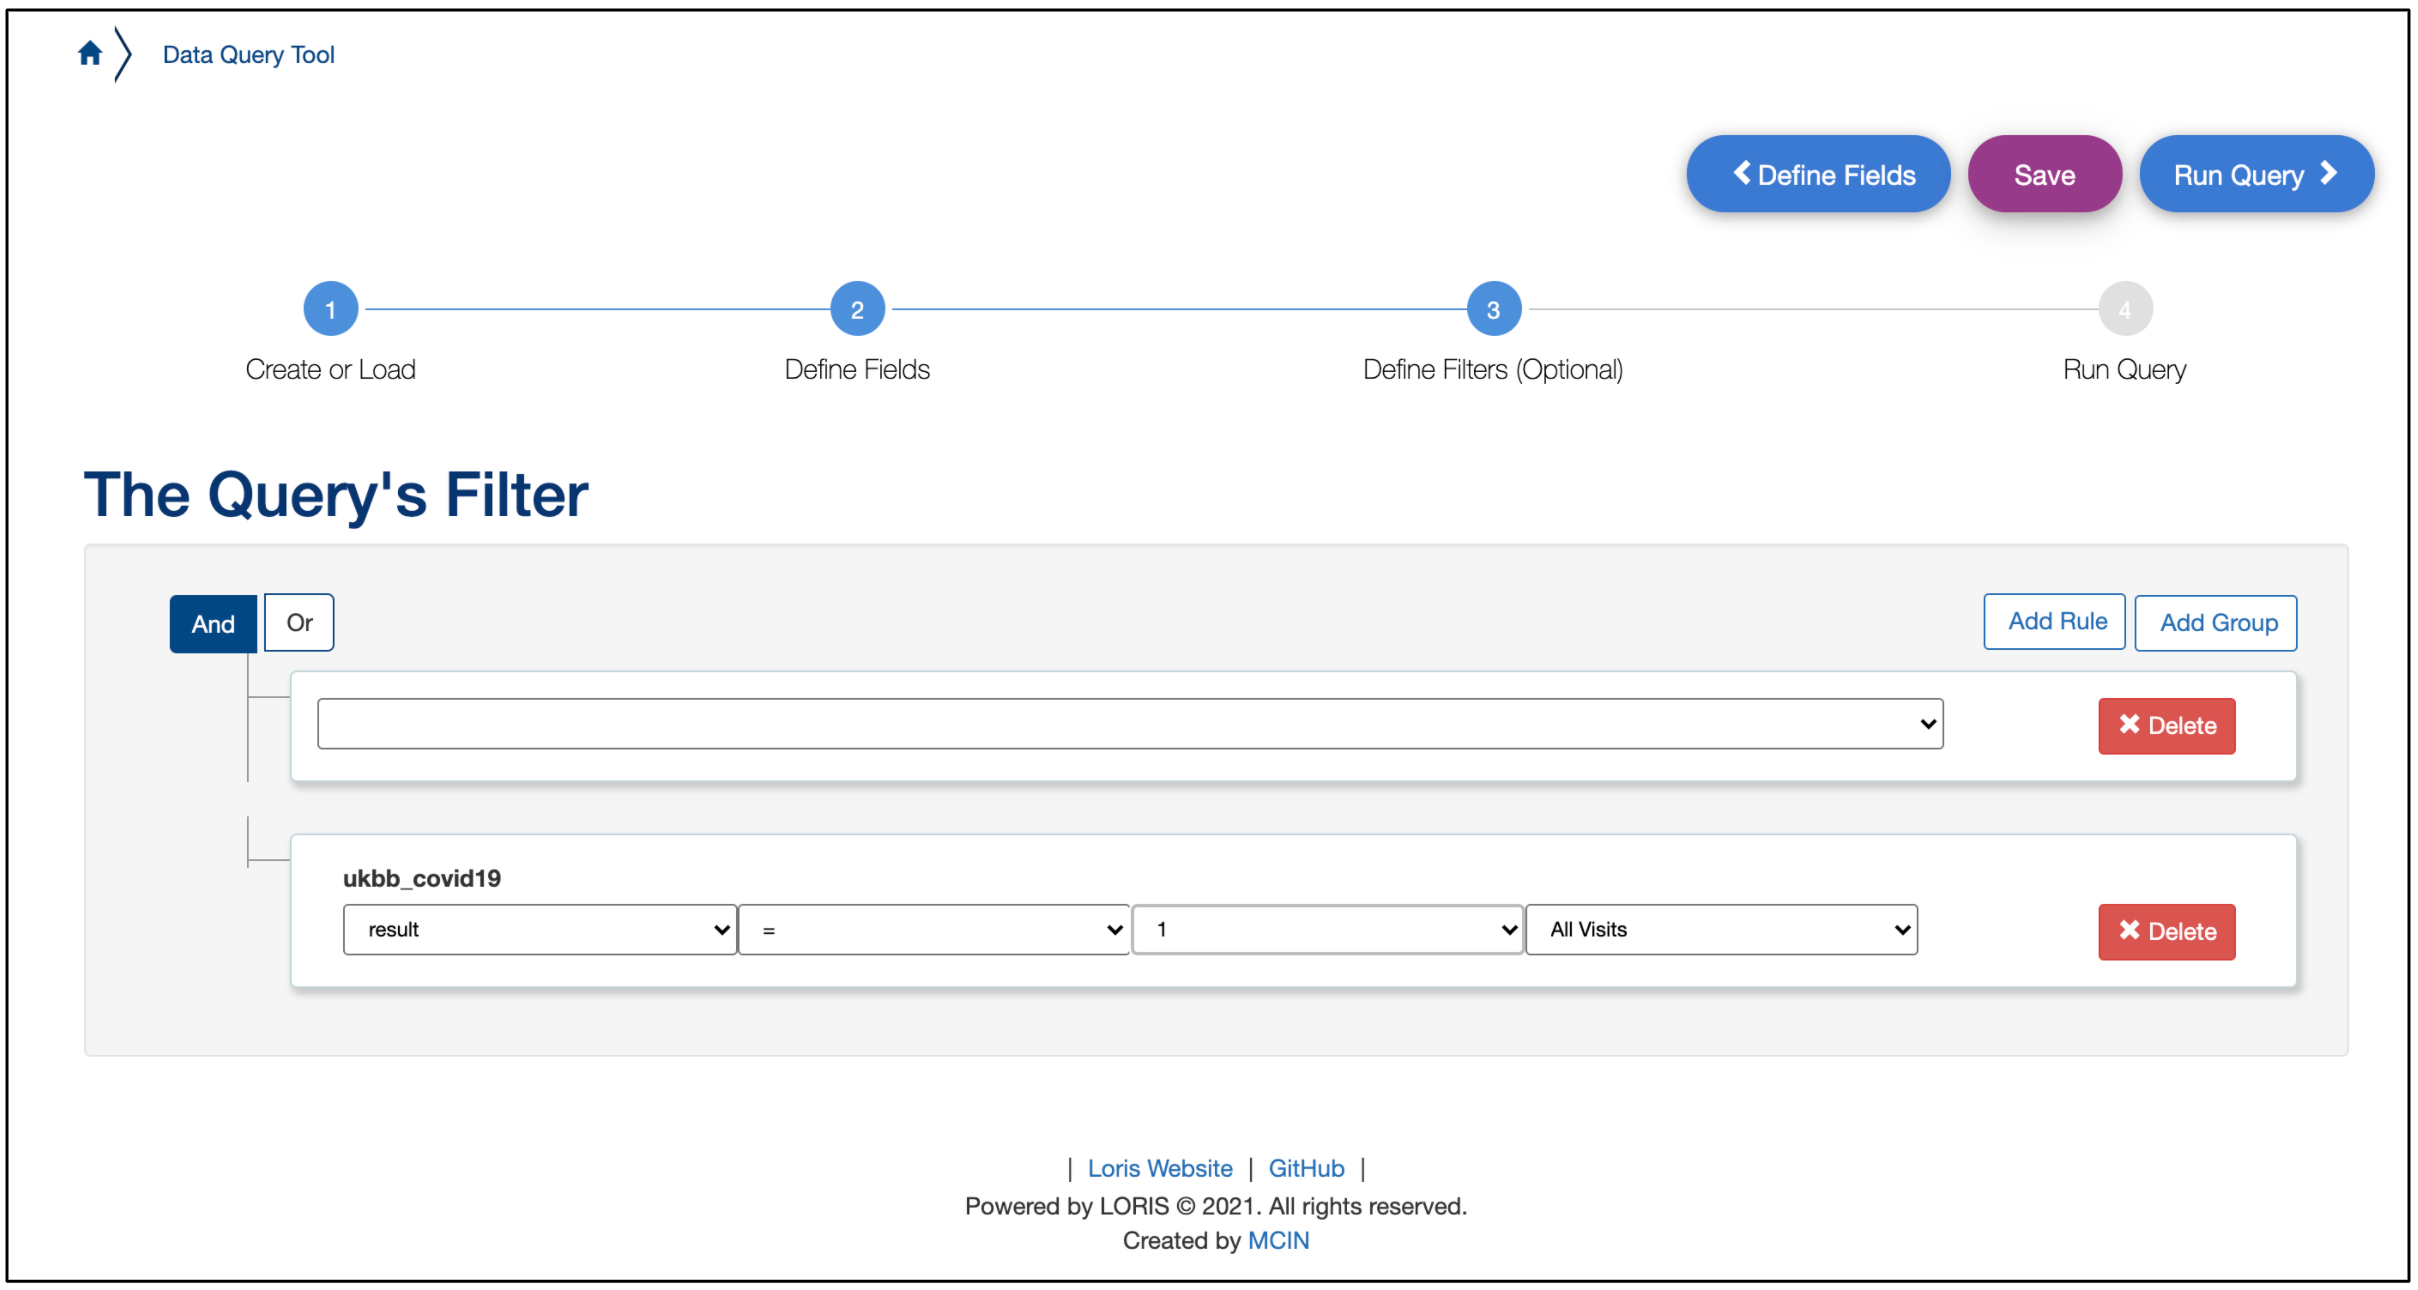 Data Query Tool
Define Fields
Save
Run Query
1
2
3
4
Create or Load
Define Fields
Define Filters (Optional)
Run Query
The Query's Filter
And
Or
Add Rule
Add Group
Delete
ukbb_covid19
result
=
1
All Visits
Delete
| Loris Website | GitHub |
Powered by LORIS © 2021. All rights reserved.
Created by MCIN